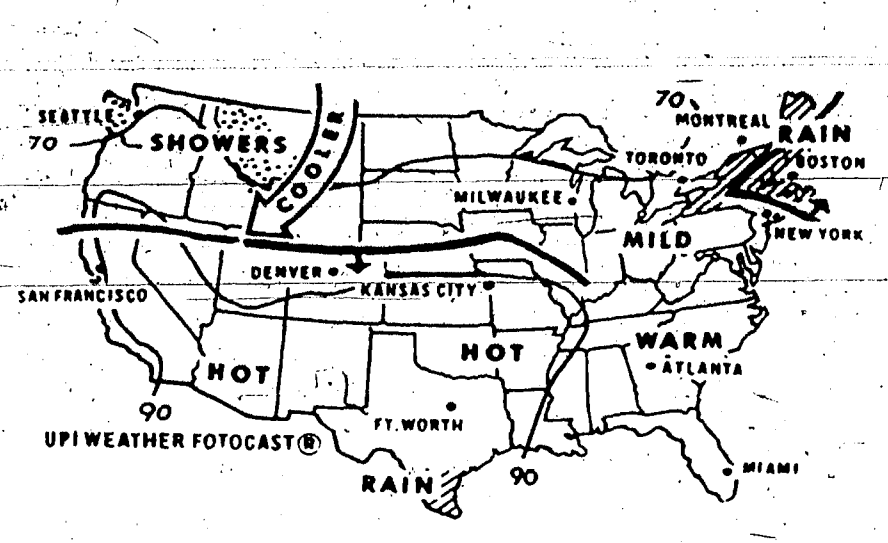 70
MONTREAL
SEATTLE
RAIN
70
SHOWERS
COOLER
TORONTO
BOSTON
MILWAUKEE
MILD
NEW YORK
DENVER
KANSAS CITY
SAN FRANCISCO
WARM
HOT
HOT
ATLANTA
90
FT. WORTH
UPI WEATHER FOTOCAST ®
MIAMI
90
RAIN